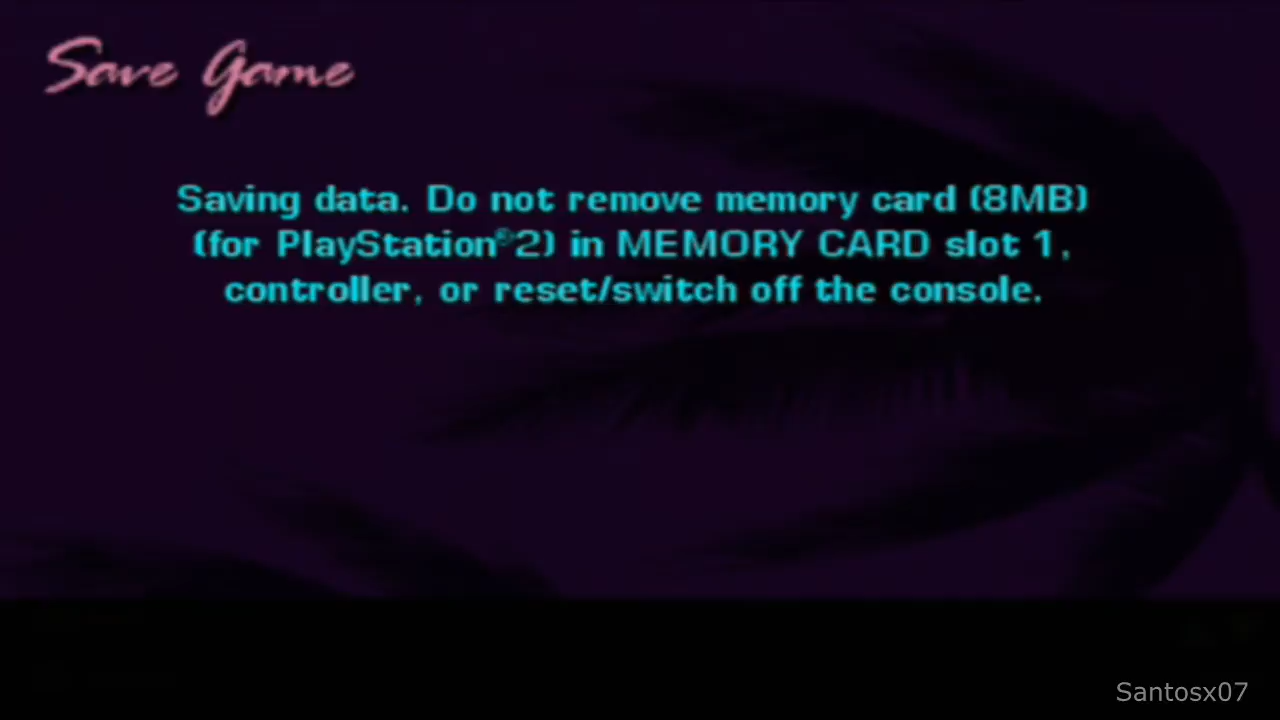 Save Game
Saving data. Do not remove memory card (8MB)
(for PlayStation®2) in MEMORY CARD slot 1,
controller, or reset/switch off the console.
Santosx07